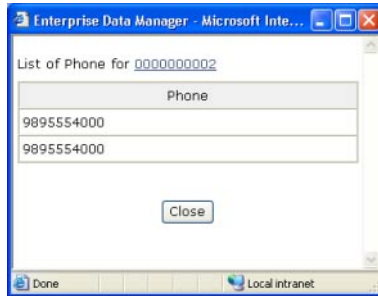 Enterprise Data Manager - Microsoft Inte...
List of Phone for 0000000002
Phone
9895554000
9895554000
Close
Done
Local intranet